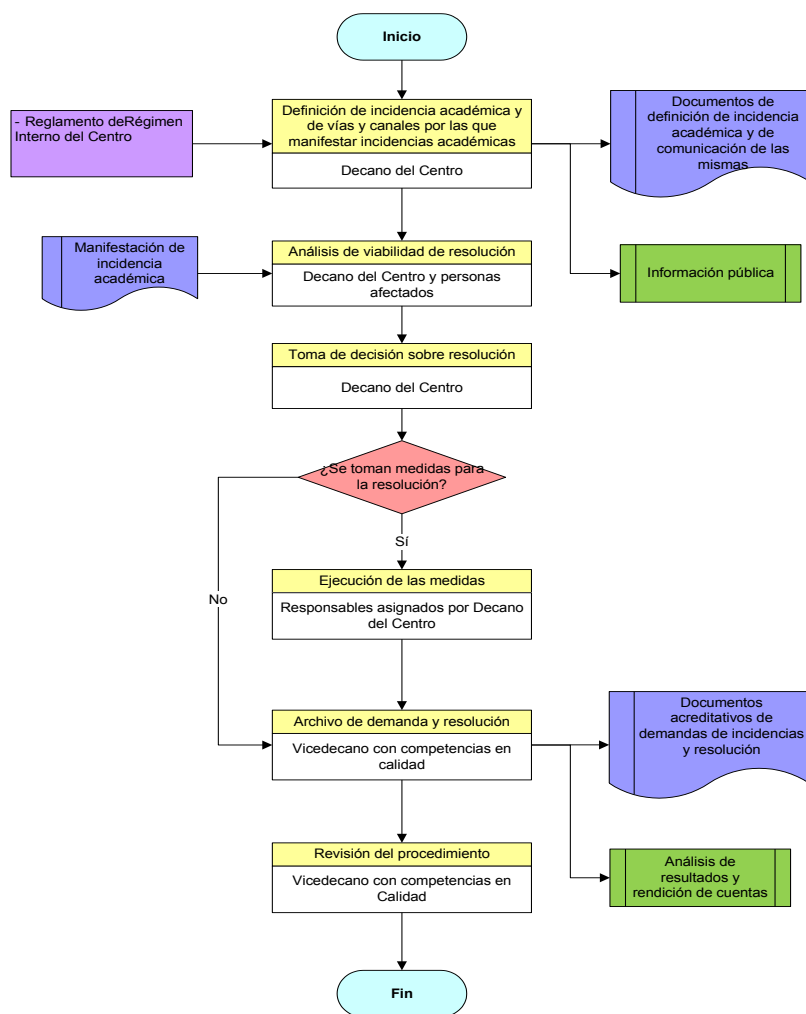 Inicio
- Reglamento deRégimen
Interno del Centro
Definición de incidencia académica y
de vías y canales por las que
manifestar incidencias académicas
Decano del Centro
Documentos de
definición de incidencia
académica y de
comunicación de las
mismas
Manifestación de
incidencia
académica
Análisis de viabilidad de resolución
Decano del Centro y personas
afectados
Información pública
Toma de decisión sobre resolución
Decano del Centro
¿Se toman medidas para
la resolución?
Sí
No
Ejecución de las medidas
Responsables asignados por Decano
del Centro
Archivo de demanda y resolución
Vicedecano con competencias en
calidad
Documentos
acreditativos de
demandas de incidencias
y resolución
Revisión del procedimiento
Vicedecano con competencias en
Calidad
Análisis de
resultados y
rendición de cuentas
Fin